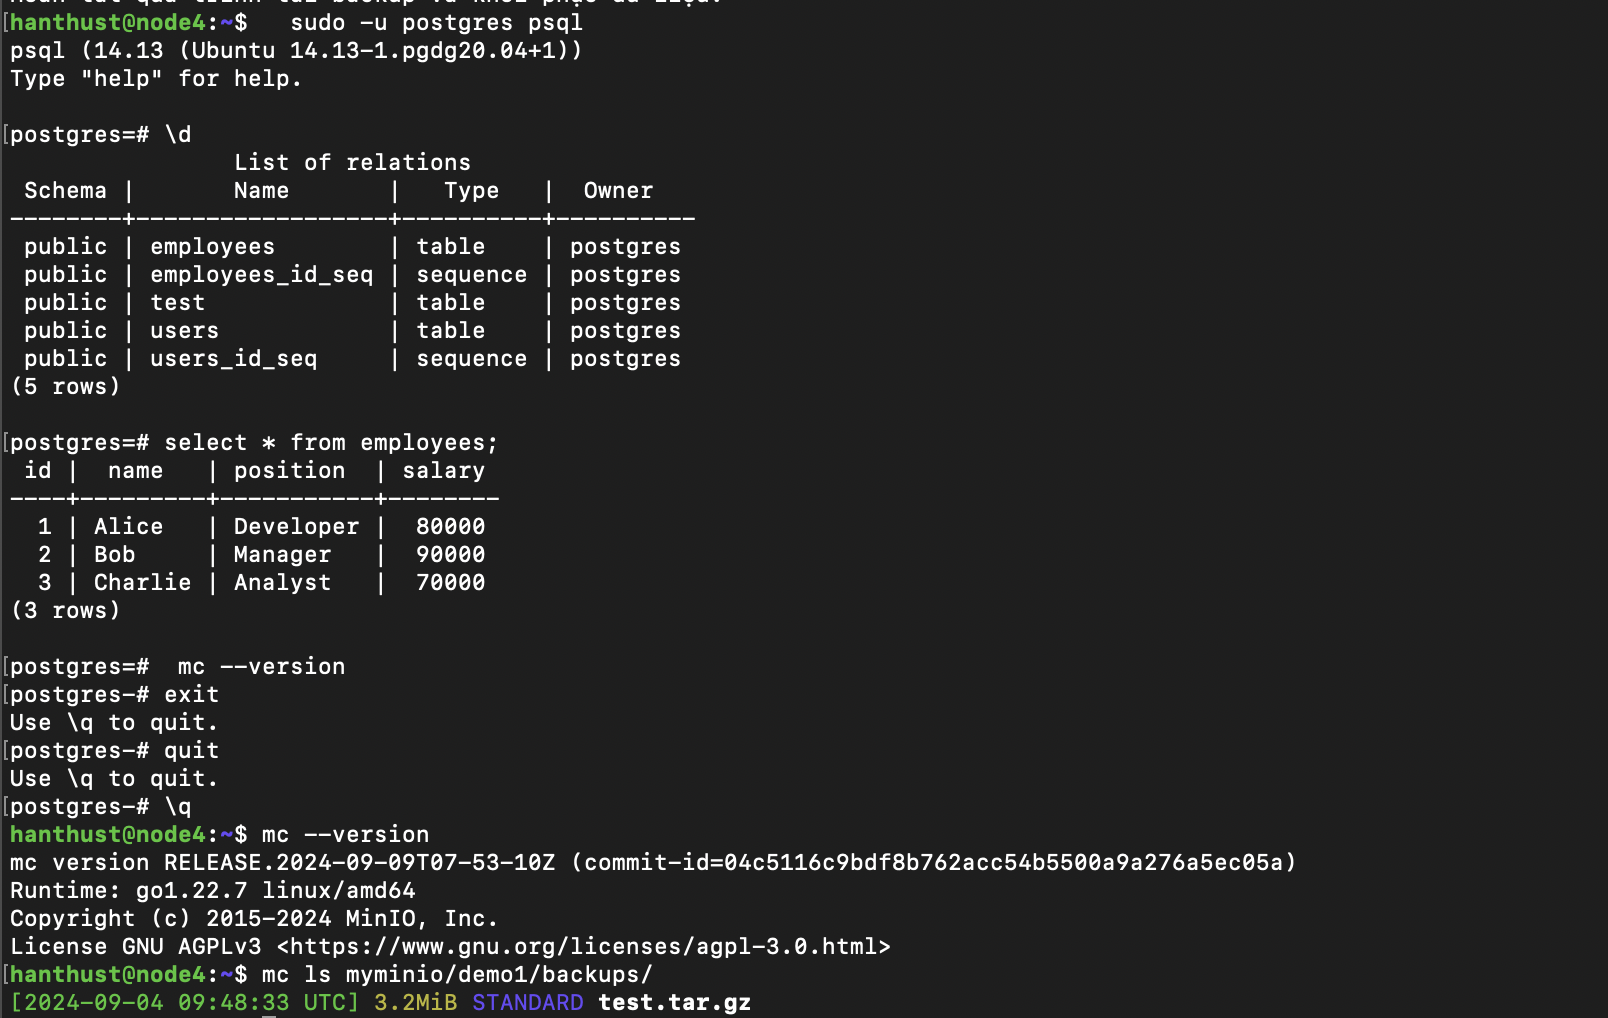 hanthust@node4:~$   sudo -u postgres psql
psql (14.13 (Ubuntu 14.13-1.pgdg20.04+1))
Type "help" for help.

postgres=# \d
                List of relations
 Schema |       Name       |   Type   |  Owner
--------+------------------+----------+----------
 public | employees        | table    | postgres
 public | employees_id_seq | sequence | postgres
 public | test             | table    | postgres
 public | users            | table    | postgres
 public | users_id_seq     | sequence | postgres
(5 rows)

postgres=# select * from employees;
 id |  name   | position  | salary
----+---------+-----------+--------
  1 | Alice   | Developer |  80000
  2 | Bob     | Manager   |  90000
  3 | Charlie | Analyst   |  70000
(3 rows)

postgres=#  mc --version
postgres-# exit
Use \q to quit.
postgres-# quit
Use \q to quit.
postgres-# \q
hanthust@node4:~$ mc --version
mc version RELEASE.2024-09-09T07-53-10Z (commit-id=04c5116c9bdf8b762acc54b5500a9a276a5ec05a)
Runtime: go1.22.7 linux/amd64
Copyright (c) 2015-2024 MinIO, Inc.
License GNU AGPLv3 <https://www.gnu.org/licenses/agpl-3.0.html>
hanthust@node4:~$ mc ls myminio/demo1/backups/
[2024-09-04 09:48:33 UTC] 3.2MiB STANDARD test.tar.gz